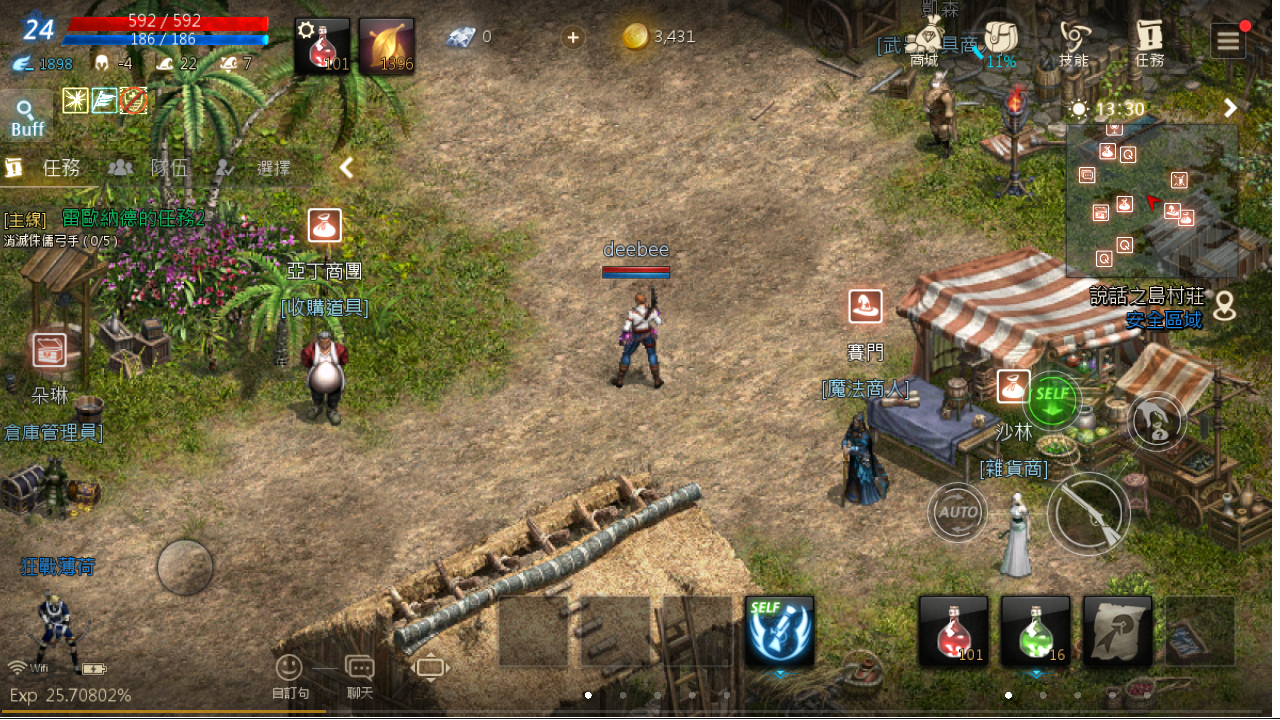 24
592 / 592
186 / 186
1898
-4
22
7
101
1396
0
+
3,431
凱森
商城
11%
技能
任務
Buff
13:30
任務
隊伍
選擇
[主線] 雷歐納德的任務2
消滅侏儒弓手 ( 0/5 )
亞丁商團
[收購道具]
deebee
說話之島村莊
安全區域
賽門
[魔法商人]
SELF
沙林
[雜貨商]
朵琳
倉庫管理員]
AUTO
狂戰薄荷
SELF
101
16
Wifi
自訂句
聊天
Exp 25.70802%